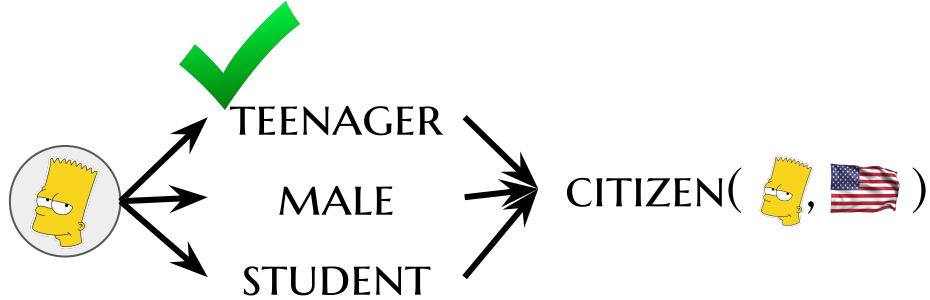 TEENAGER
MALE
STUDENT
CITIZEN( , )